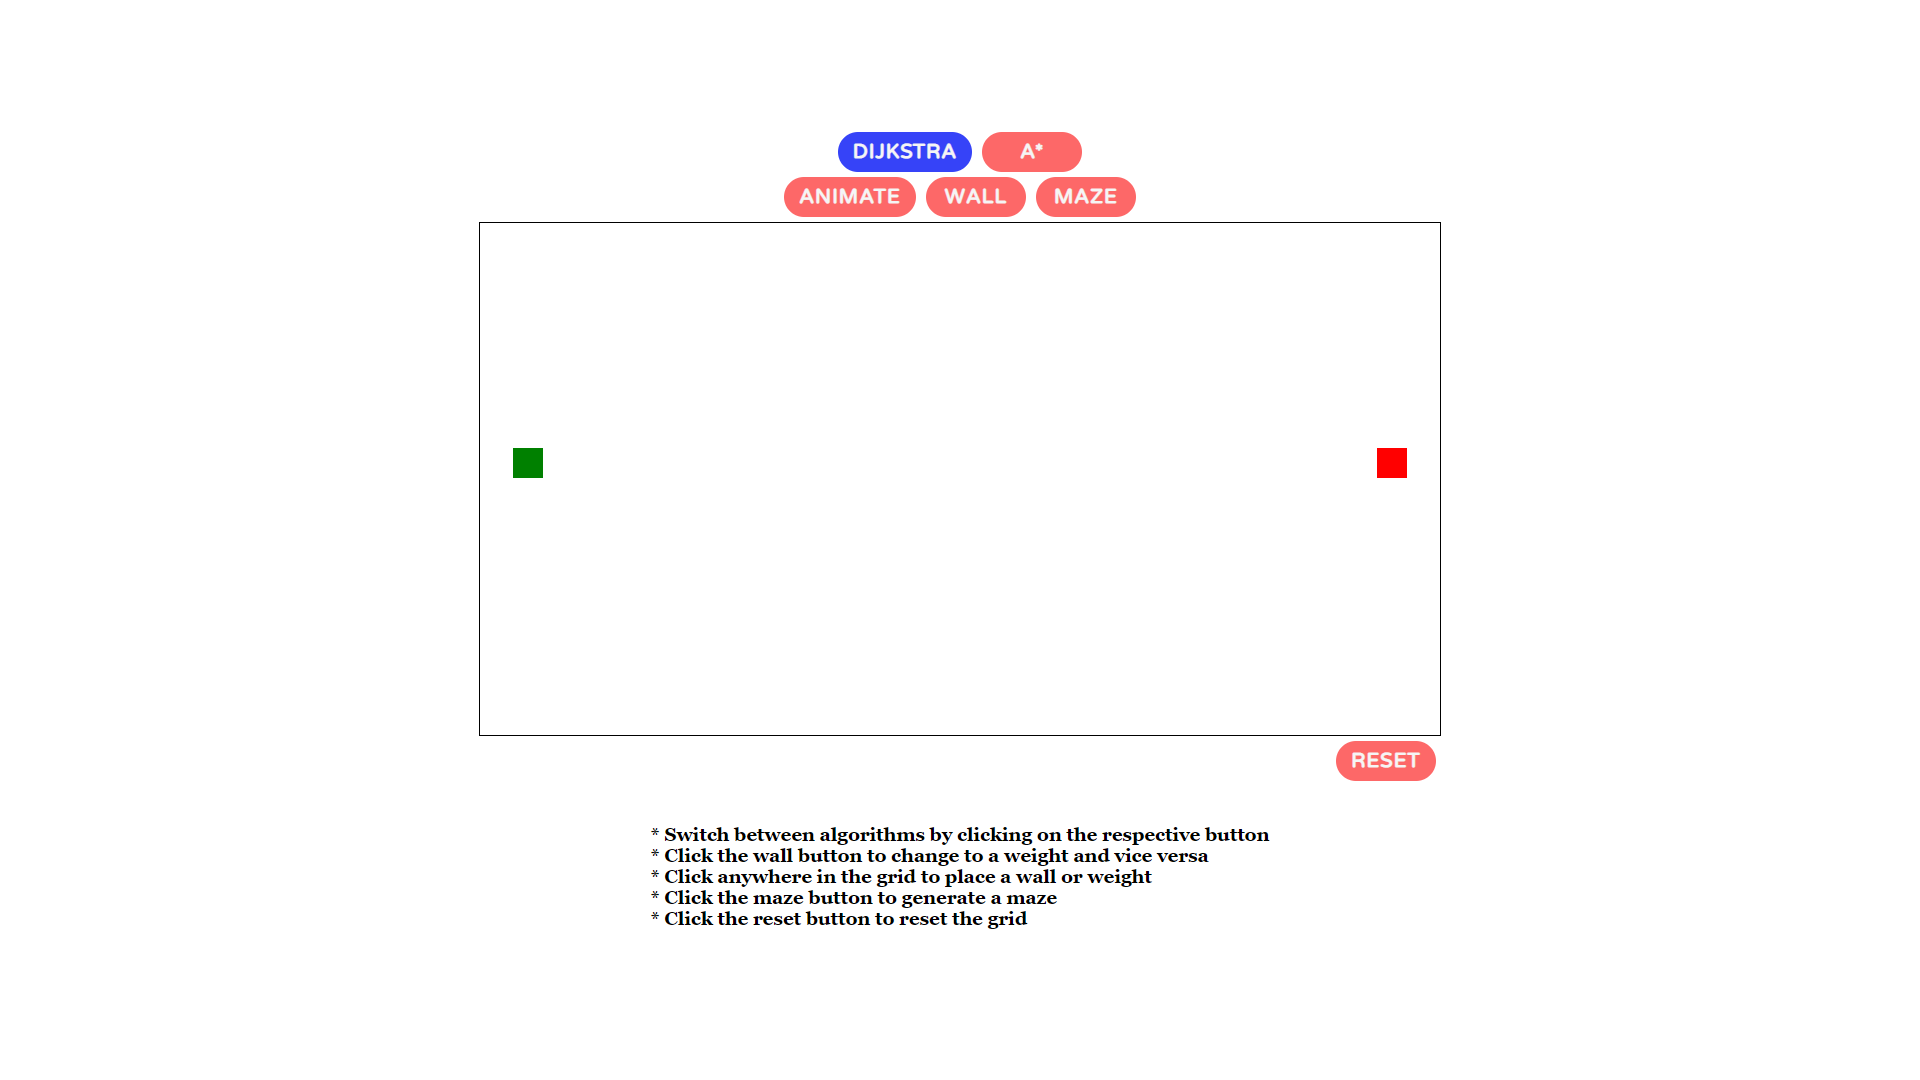 DIJKSTRA A*
ANIMATE WALL MAZE
RESET
* Switch between algorithms by clicking on the respective button
* Click the wall button to change to a weight and vice versa
* Click anywhere in the grid to place a wall or weight
* Click the maze button to generate a maze
* Click the reset button to reset the grid